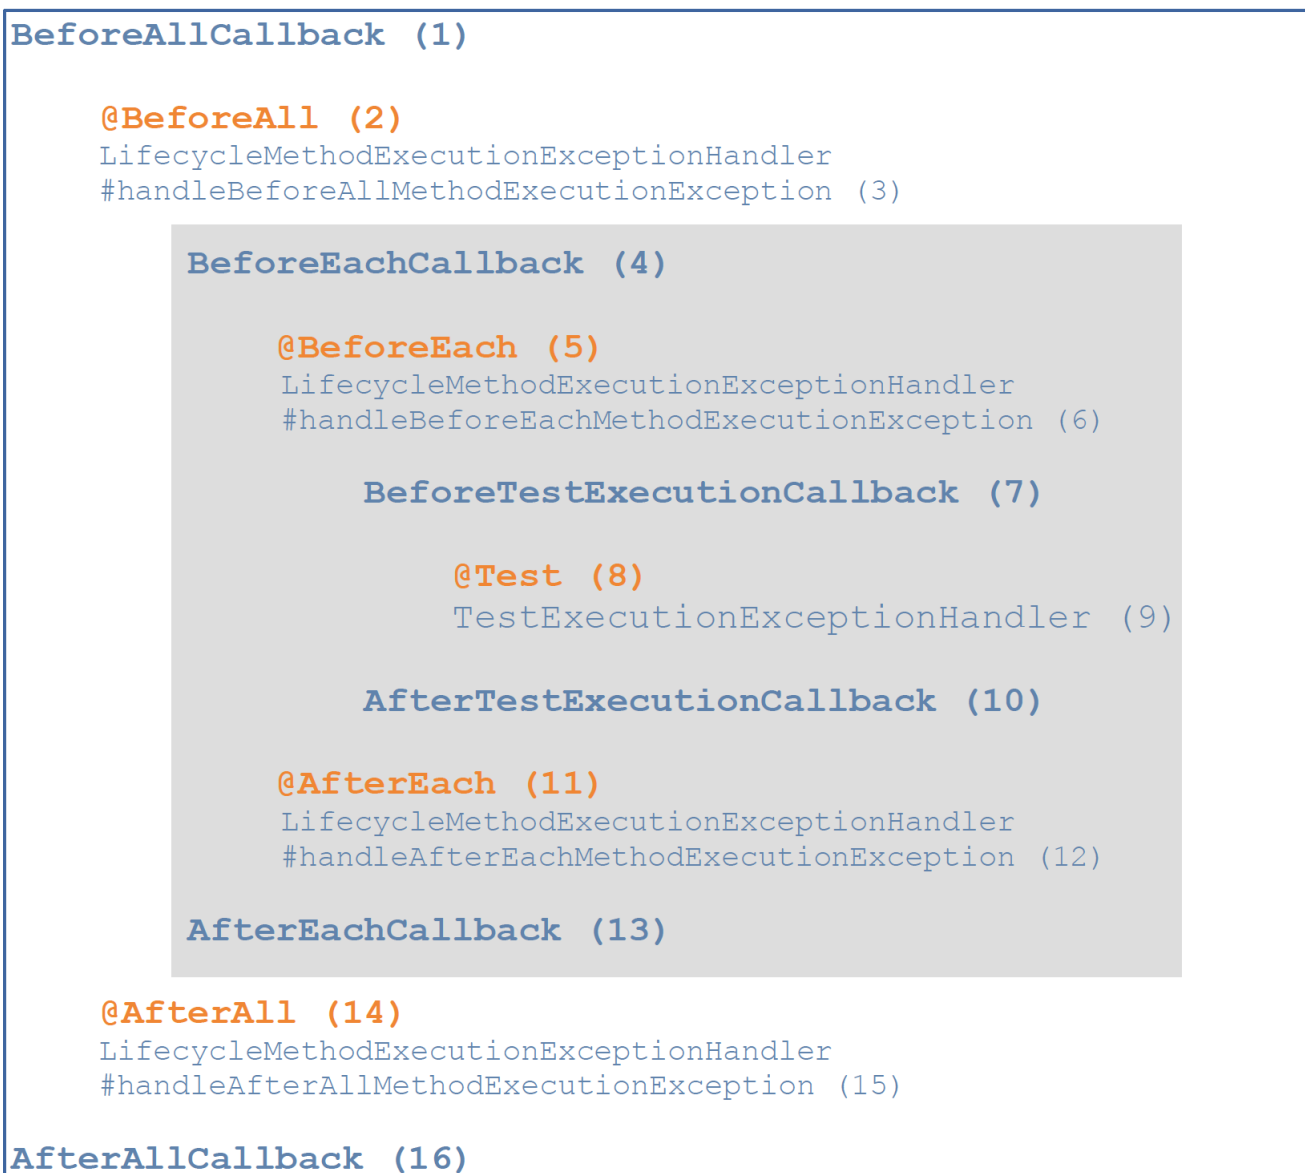 BeforeAllCallback (1)
@BeforeAll (2)
LifecycleMethodExecutionExceptionHandler
#handleBeforeAllMethodExecutionException (3)
BeforeEachCallback (4)
@BeforeEach (5)
LifecycleMethodExecutionExceptionHandler
#handleBeforeEachMethodExecutionException (6)
BeforeTestExecutionCallback (7)
@Test (8)
TestExecutionExceptionHandler (9)
AfterTestExecutionCallback (10)
@AfterEach (11)
LifecycleMethodExecutionExceptionHandler
#handleAfterEachMethodExecutionException (12)
AfterEachCallback (13)
@AfterAll (14)
LifecycleMethodExecutionExceptionHandler
#handleAfterAllMethodExecutionException (15)
AfterAllCallback (16)